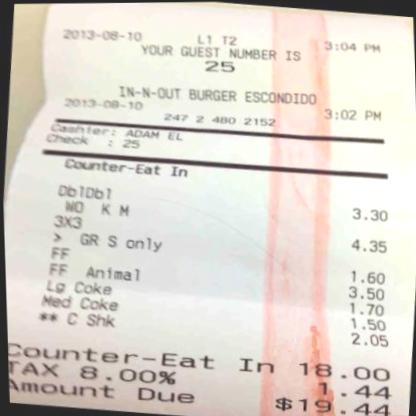 2013-08-10 L1 T2 3:04 PM
YOUR GUEST NUMBER IS
25
IN-N-OUT BURGER ESCONDIDO
2013-08-10 3:02 PM
247 2 480 2152
Cashier: ADAM EL
Check : 25
Counter-Eat In
DblDbl 3.30
WO K M
3X3 4.35
> GR S only
FF 1.60
FF Animal 3.50
Lg Coke 1.70
Med Coke 1.50
** C Shk 2.05
Counter-Eat In 18.00
TAX 8.00% 1.44
Amount Due $19.44